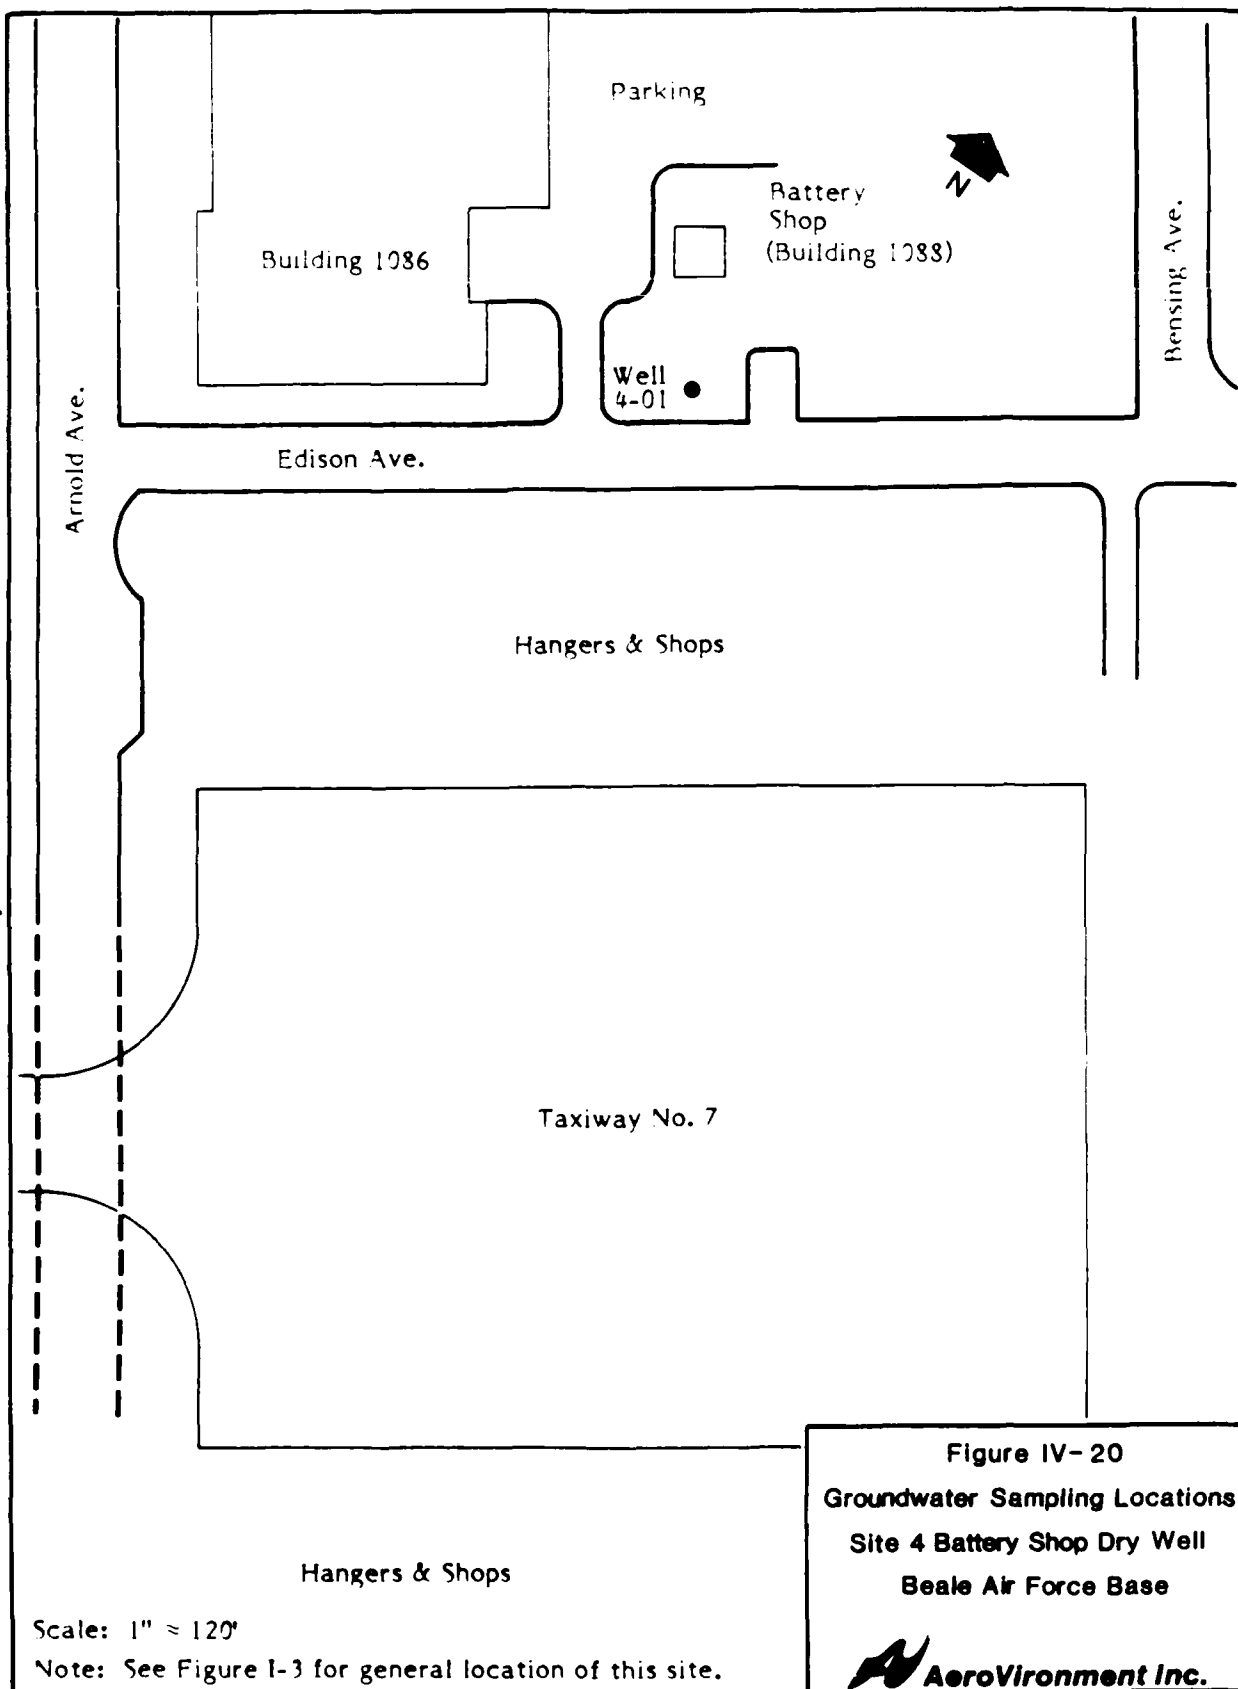 Parking
Battery
Shop
(Building 1088)
N
Building 1086
Bensing Ave.
Well
4-01
Arnold Ave.
Edison Ave.
Hangers & Shops
Taxiway No. 7
Hangers & Shops
Figure IV-20
Groundwater Sampling Locations
Site 4 Battery Shop Dry Well
Beale Air Force Base
AeroVironment Inc.
Scale: 1" ≈ 120'
Note: See Figure I-3 for general location of this site.